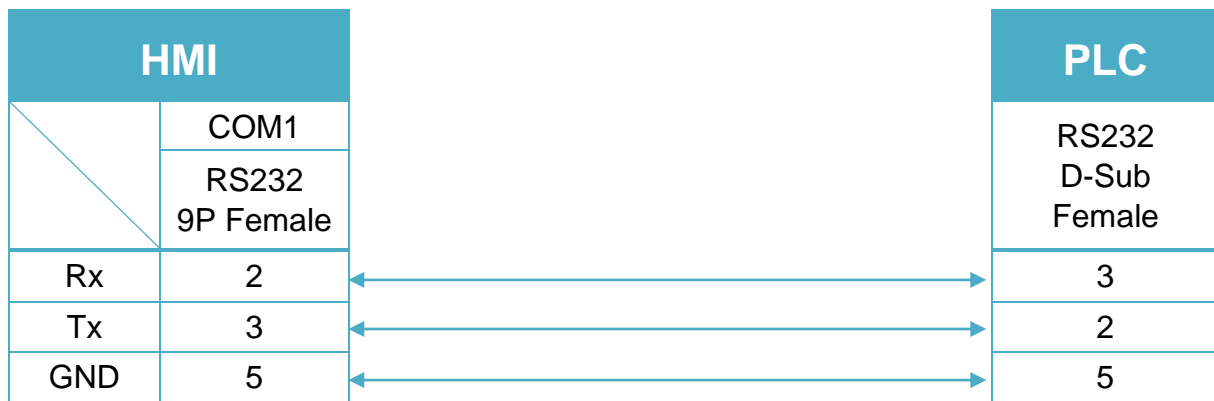 HMI
PLC
COM1
RS232
9P Female
RS232
D-Sub
Female
Rx 2 3
Tx 3 2
GND 5 5